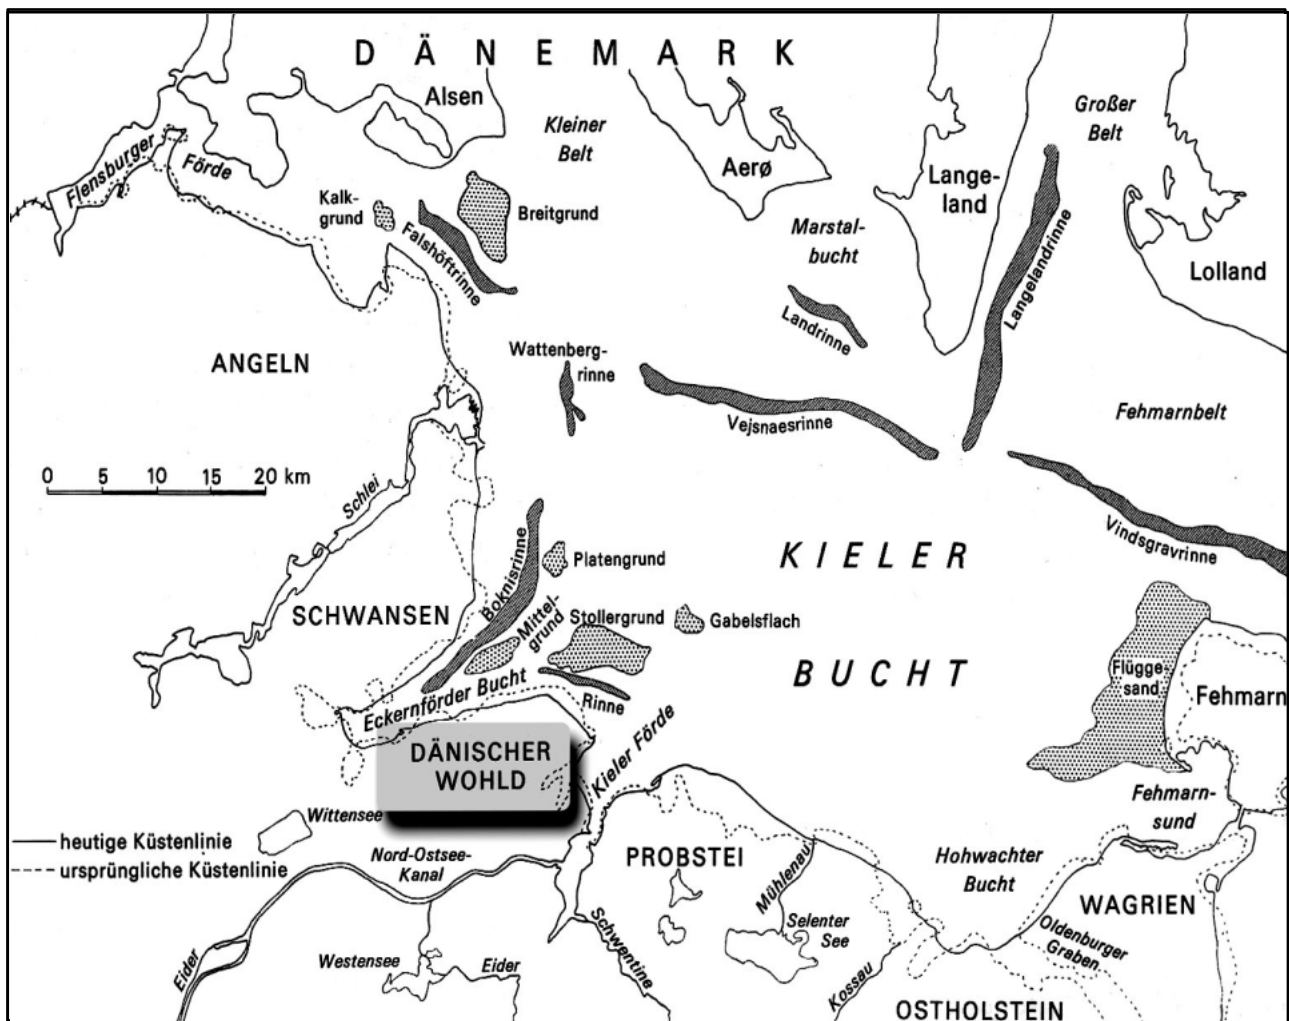 DÄNEMARK
Alsen
Kleiner
Belt
Großer
Belt
Flensburger
Förde
Aerø
Lange-
land
Kalk-
grund
Breitgrund
Falshöftrinne
Marstal-
bucht
Langelandrinne
Lolland
Landrinne
Wattenberg-
rinne
ANGELN
Vejsnaesrinne
Fehmarnbelt
0 5 10 15 20 km
Schlei
Vindsgravrinne
KIELER
Boknisrinne
Platengrund
SCHWANSEN
Mittel-
grund
Stollergrund
Gabelsflach
BUCHT
Flügge-
sand
Fehmarn
Eckernförder Bucht
Rinne
DÄNISCHER
WOHLD
Kieler Förde
Wittensee
Fehmarn-
sund
heutige Küstenlinie
ursprüngliche Küstenlinie
Nord-Ostsee-
Kanal
PROBSTEI
Mühlenau
Hohwachter
Bucht
WAGRIEN
Selenter
See
Oldenburger
Graben
Schwentine
Eider
Westensee
Eider
Kossau
OSTHOLSTEIN